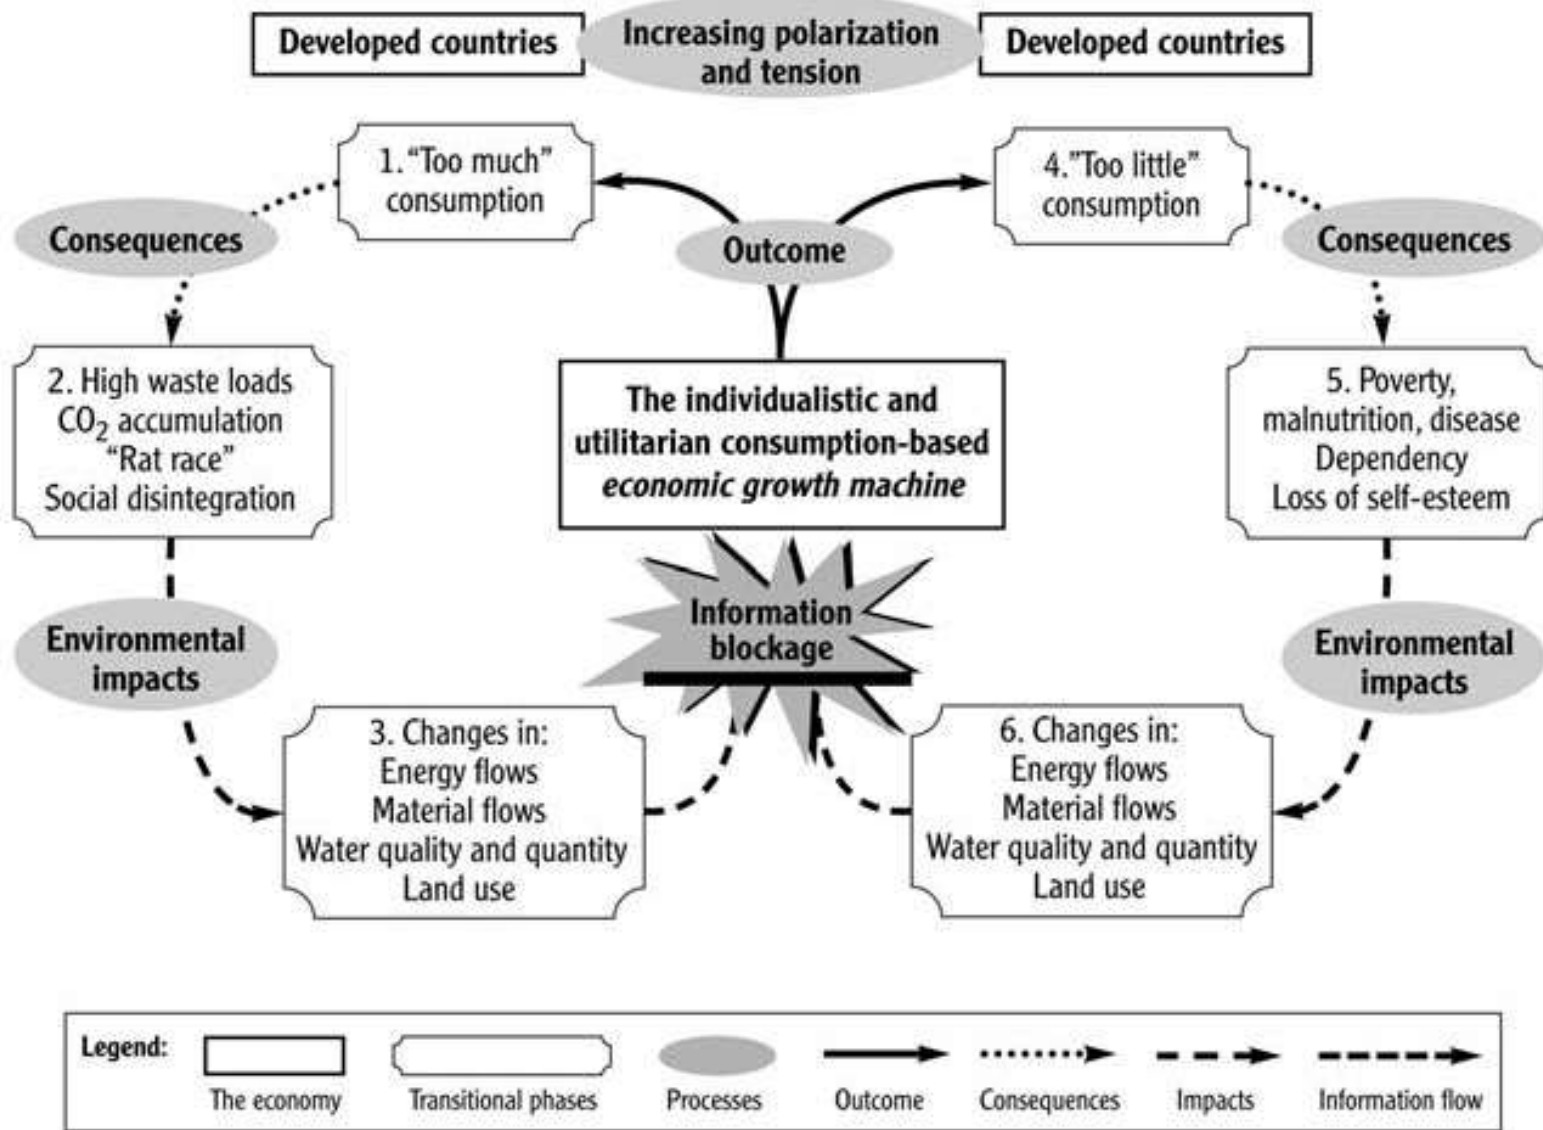 Developed countries
Increasing polarization
and tension
Developed countries
1. “Too much”
consumption
4.”Too little”
consumption
Consequences
Outcome
Consequences
2. High waste loads
CO₂ accumulation
“Rat race”
Social disintegration
The individualistic and
utilitarian consumption-based
economic growth machine
5. Poverty,
malnutrition, disease
Dependency
Loss of self-esteem
Environmental
impacts
Information
blockage
Environmental
impacts
3. Changes in:
Energy flows
Material flows
Water quality and quantity
Land use
6. Changes in:
Energy flows
Material flows
Water quality and quantity
Land use
Legend:
The economy
Transitional phases
Processes
Outcome
Consequences
Impacts
Information flow